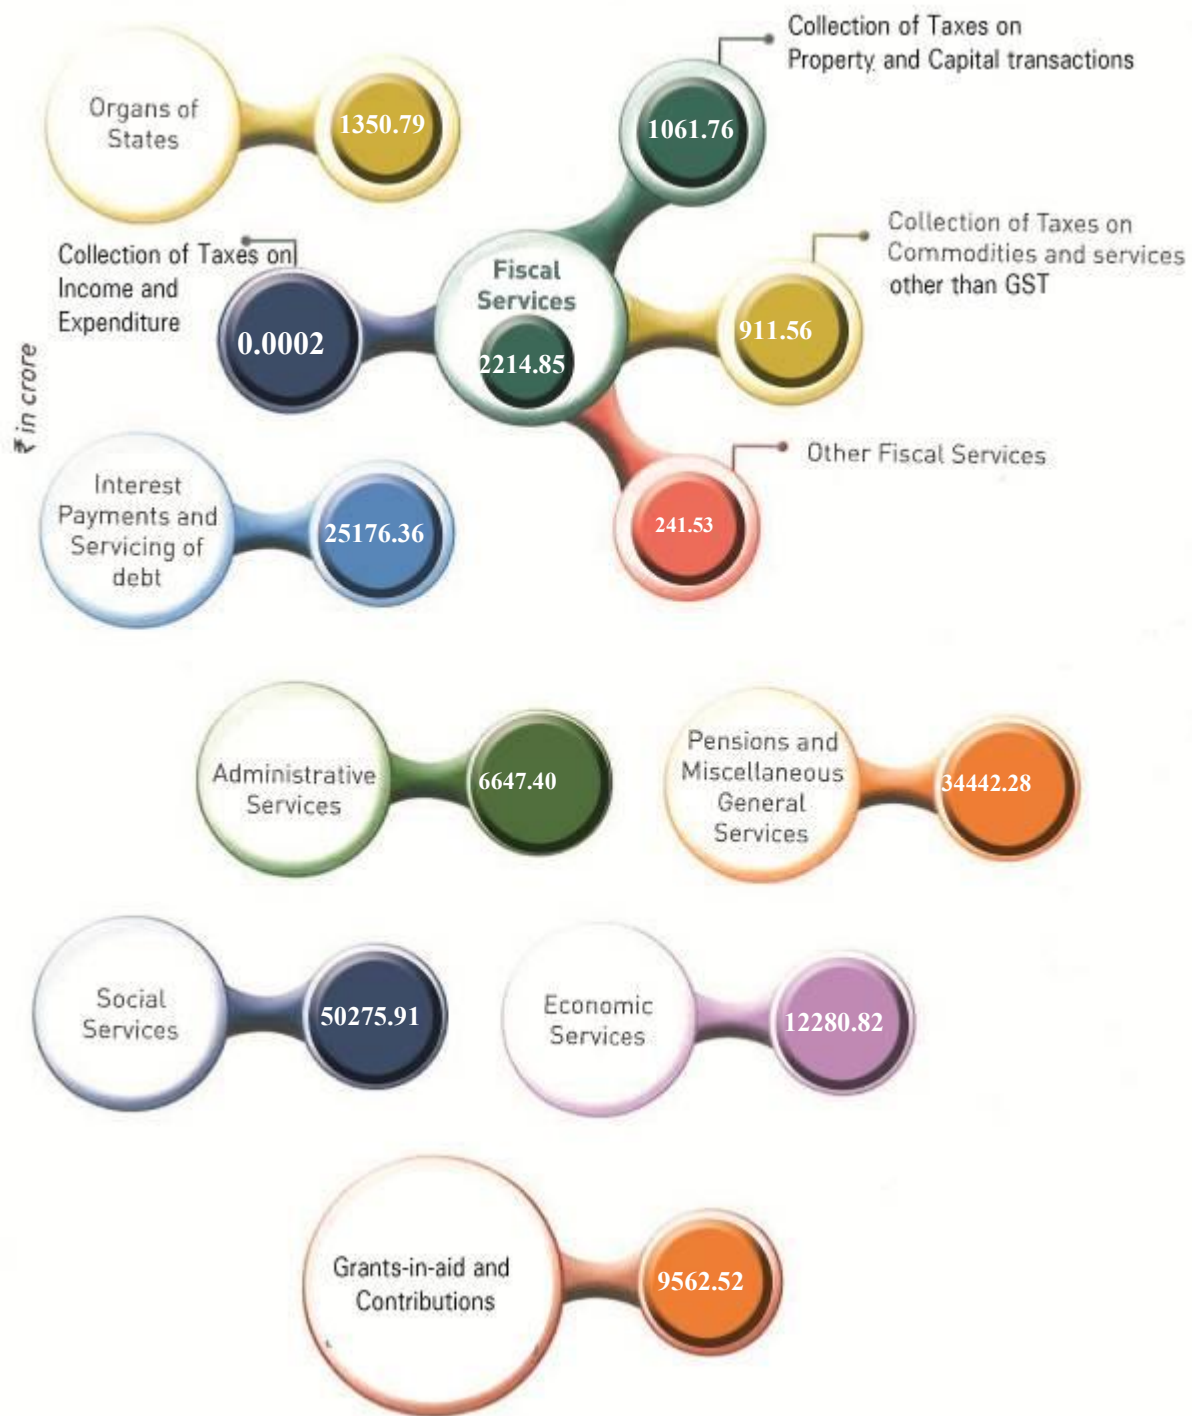 Collection of Taxes on
Property and Capital transactions
Organs of
States
1350.79
1061.76
Collection of Taxes on
Commodities and services
other than GST
Collection of Taxes on
Income and
Expenditure
Fiscal
Services
0.0002
2214.85
911.56
₹ in crore
Other Fiscal Services
Interest
Payments and
Servicing of
debt
25176.36
241.53
Administrative
Services
6647.40
Pensions and
Miscellaneous
General
Services
34442.28
Social
Services
50275.91
Economic
Services
12280.82
Grants-in-aid and
Contributions
9562.52